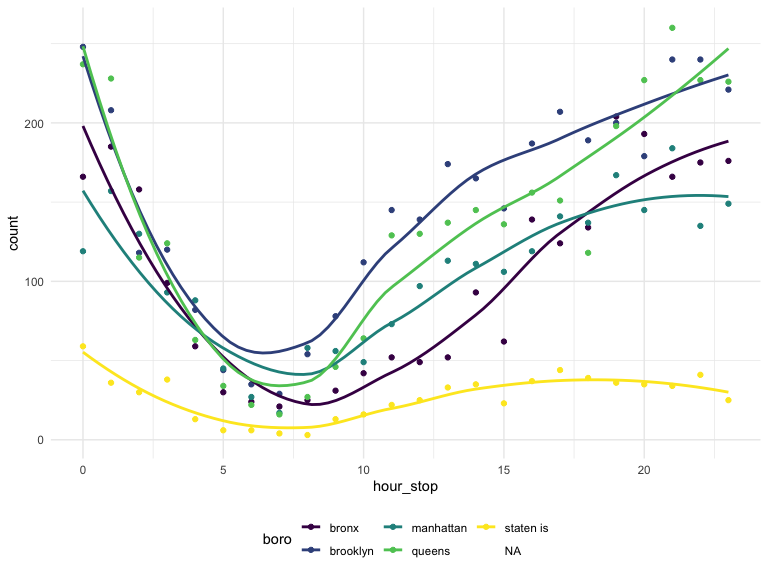 count
200
100
0
0 5 10 15 20
hour_stop
boro
bronx manhattan staten is
brooklyn queens NA